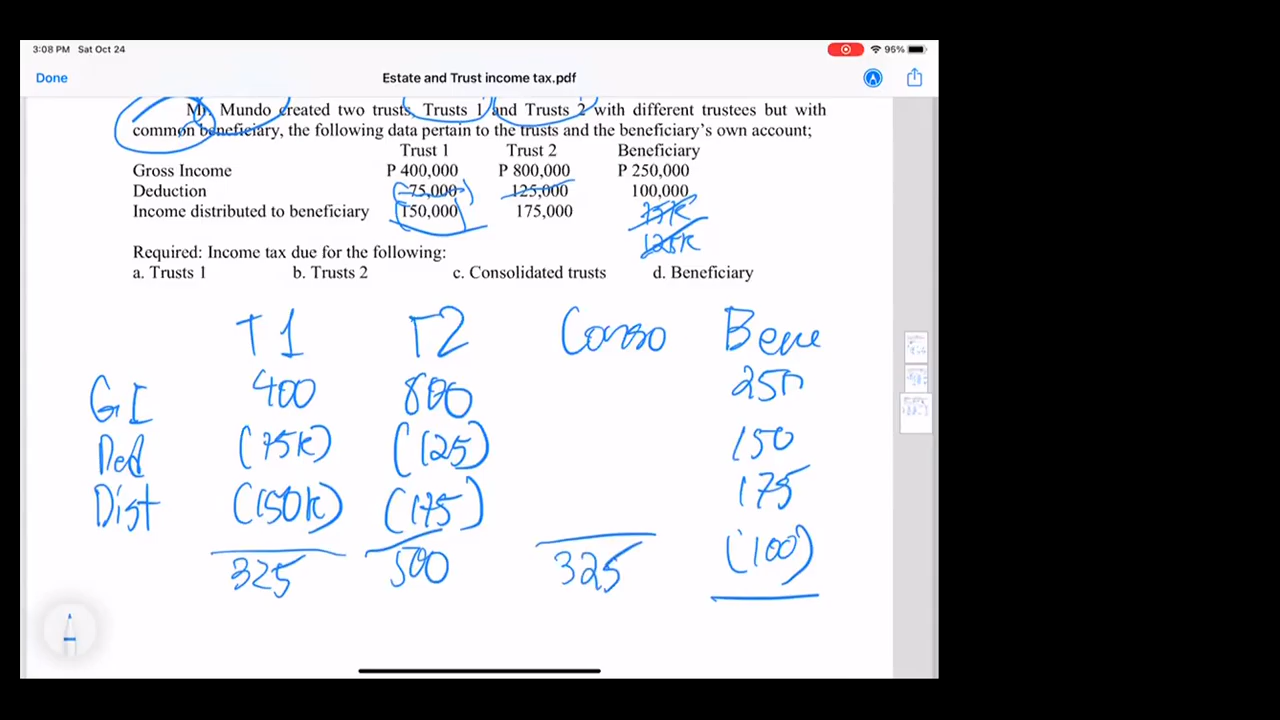 3:08 PM Sat Oct 24
96%
Done
Estate and Trust income tax.pdf
Mr. Mundo created two trusts, Trusts 1 and Trusts 2 with different trustees but with
common beneficiary, the following data pertain to the trusts and the beneficiary's own account;
Trust 1 Trust 2 Beneficiary
Gross Income P 400,000 P 800,000 P 250,000
Deduction 75,000 125,000 100,000
Income distributed to beneficiary 150,000 175,000 75k
125k
Required: Income tax due for the following:
a. Trusts 1 b. Trusts 2 c. Consolidated trusts d. Beneficiary
T1 T2 Conso Bene
GI 400 800 250
Ded (75k) (125) 150
Dist (150k) (175) 175
(100)
325 500 325